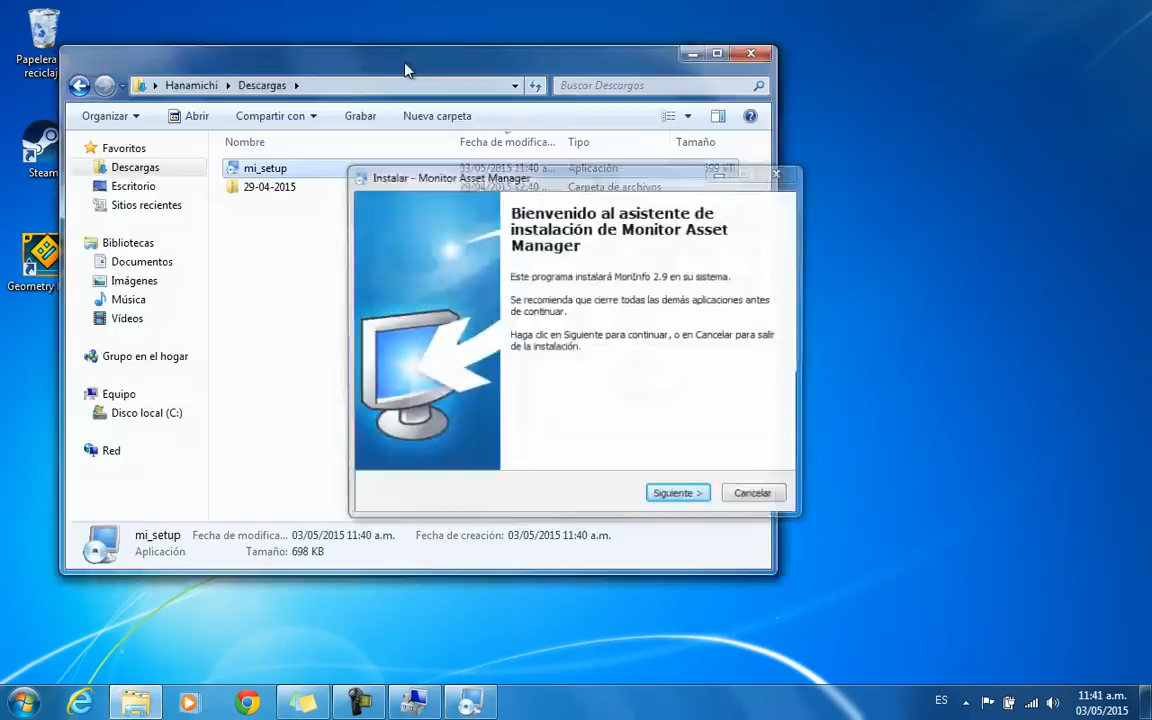 Papelera
reciclaj
Steam
Geometry
Hanamichi
Descargas
Buscar Descargas
Organizar
Abrir
Compartir con
Grabar
Nueva carpeta
Nombre
Fecha de modifica...
Tipo
Tamaño
mi_setup
03/05/2015 11:40 a...
Aplicación
29-04-2015
Carpeta de archivos
Favoritos
Descargas
Escritorio
Sitios recientes
Bibliotecas
Documentos
Imágenes
Música
Vídeos
Grupo en el hogar
Equipo
Disco local (C:)
Red
Instalar - Monitor Asset Manager
Bienvenido al asistente de
instalación de Monitor Asset
Manager
Este programa instalará MonInfo 2.9 en su sistema.
Se recomienda que cierre todas las demás aplicaciones antes
de continuar.
Haga clic en Siguiente para continuar, o en Cancelar para salir
de la instalación.
Siguiente >
Cancelar
mi_setup
Fecha de modifica... 03/05/2015 11:40 a.m.
Fecha de creación: 03/05/2015 11:40 a.m.
Aplicación
Tamaño: 698 KB
ES
11:41 a.m.
03/05/2015